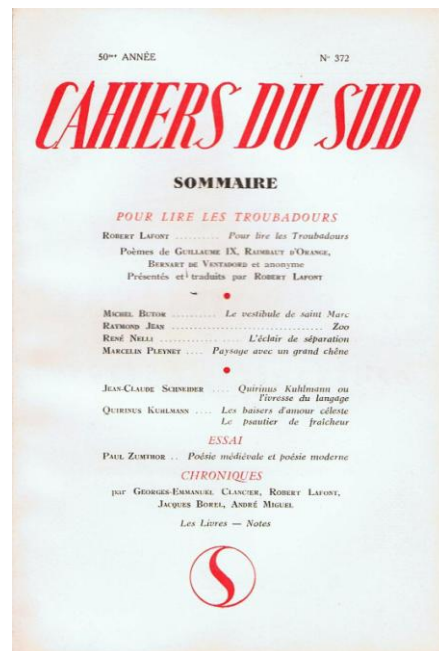 50me ANNÉE N° 372
CAHIERS DU SUD
SOMMAIRE
POUR LIRE LES TROUBADOURS
ROBERT LAFONT .......... Pour lire les Troubadours
Poèmes de GUILLAUME IX, RAIMBAUT D'ORANGE,
BERNART DE VENTADORD et anonyme
Présentés et traduits par ROBERT LAFONT
MICHEL BUTOR .......... Le vestibule de saint Marc
RAYMOND JEAN .......... Zoo
RENÉ NELLI .......... L'éclair de séparation
MARCELIN PLEYNET .... Paysage avec un grand chêne
JEAN-CLAUDE SCHNEIDER .... Quirinus Kuhlmann ou
l'ivresse du langage
QUIRINUS KUHLMANN .... Les baisers d'amour céleste
Le psautier de fraîcheur
ESSAI
PAUL ZUMTHOR .. Poésie médiévale et poésie moderne
CHRONIQUES
par GEORGES-EMMANUEL CLANCIER, ROBERT LAFONT,
JACQUES BOREL, ANDRÉ MIGUEL
Les Livres — Notes
S